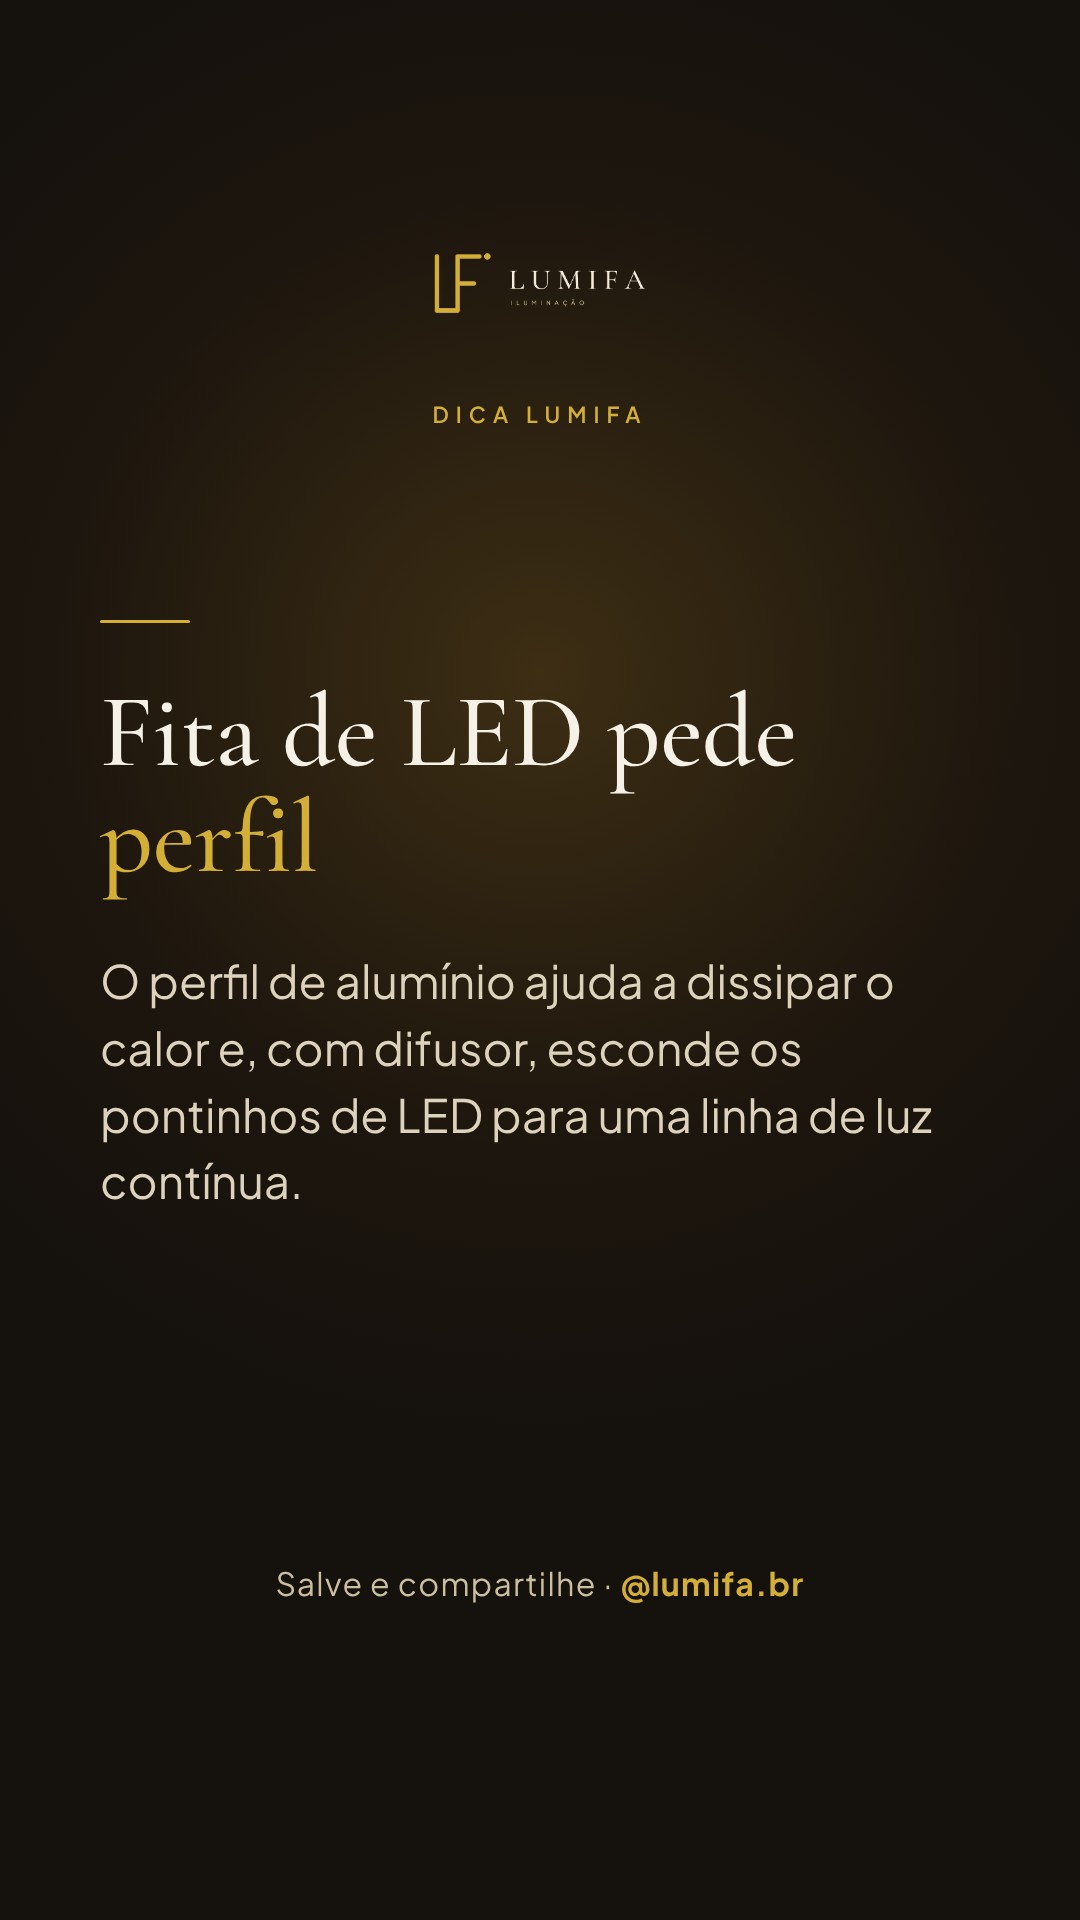 LF
LUMIFA
ILUMINAÇÃO
DICA LUMIFA
Fita de LED pede
perfil
O perfil de alumínio ajuda a dissipar o
calor e, com difusor, esconde os
pontinhos de LED para uma linha de luz
contínua.
Salve e compartilhe · @lumifa.br